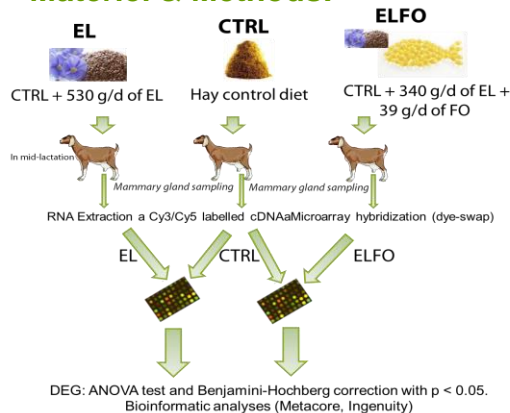 Material & Methods:
EL
CTRL
ELFO
CTRL + 530 g/d of EL
Hay control diet
CTRL + 340 g/d of EL +
39 g/d of FO
In mid-lactation
Mammary gland sampling
Mammary gland sampling
RNA Extraction a Cy3/Cy5 labelled cDNAaMicroarray hybridization (dye-swap)
EL
CTRL
ELFO
DEG: ANOVA test and Benjamini-Hochberg correction with p < 0.05.
Bioinformatic analyses (Metacore, Ingenuity)